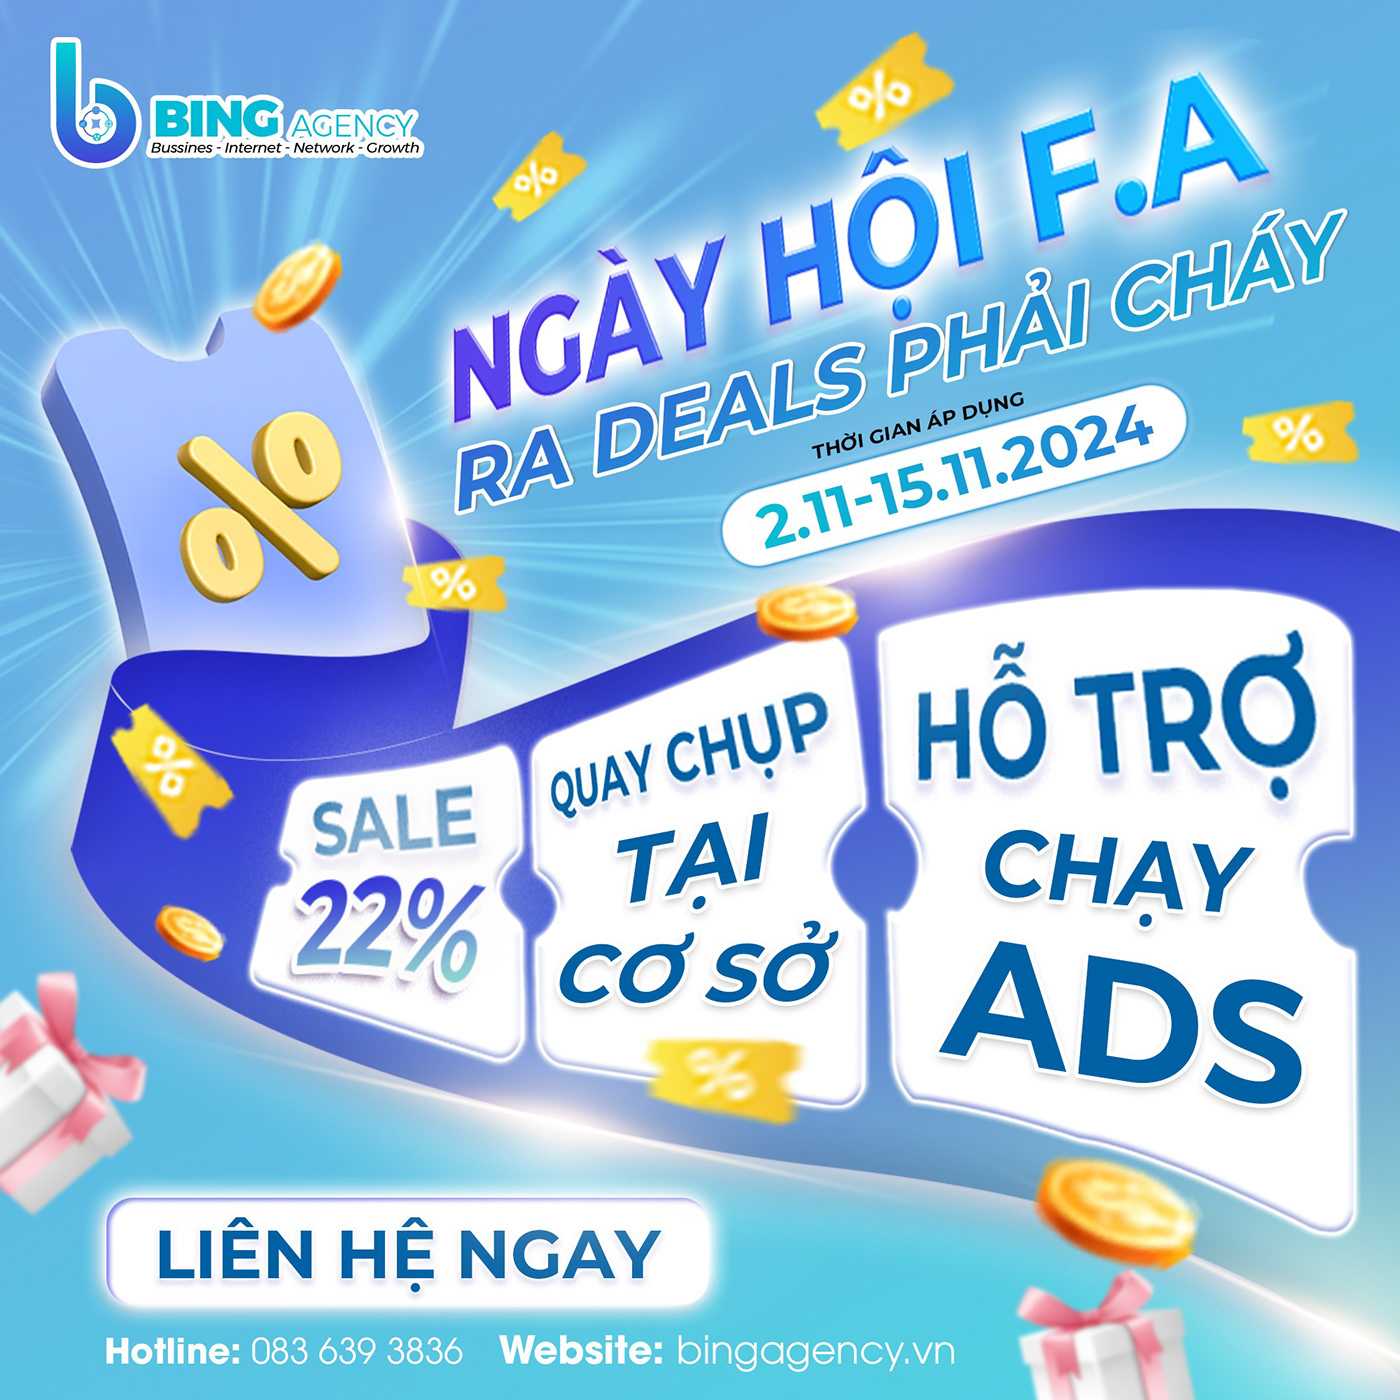 BING AGENCY
Bussines - Internet - Network - Growth
NGÀY HỘI F.A
RA DEALS PHẢI CHÁY
THỜI GIAN ÁP DỤNG
2.11-15.11.2024
SALE
22%
QUAY CHỤP
TẠI
CƠ SỞ
HỖ TRỢ
CHẠY
ADS
LIÊN HỆ NGAY
Hotline: 083 639 3836 Website: bingagency.vn